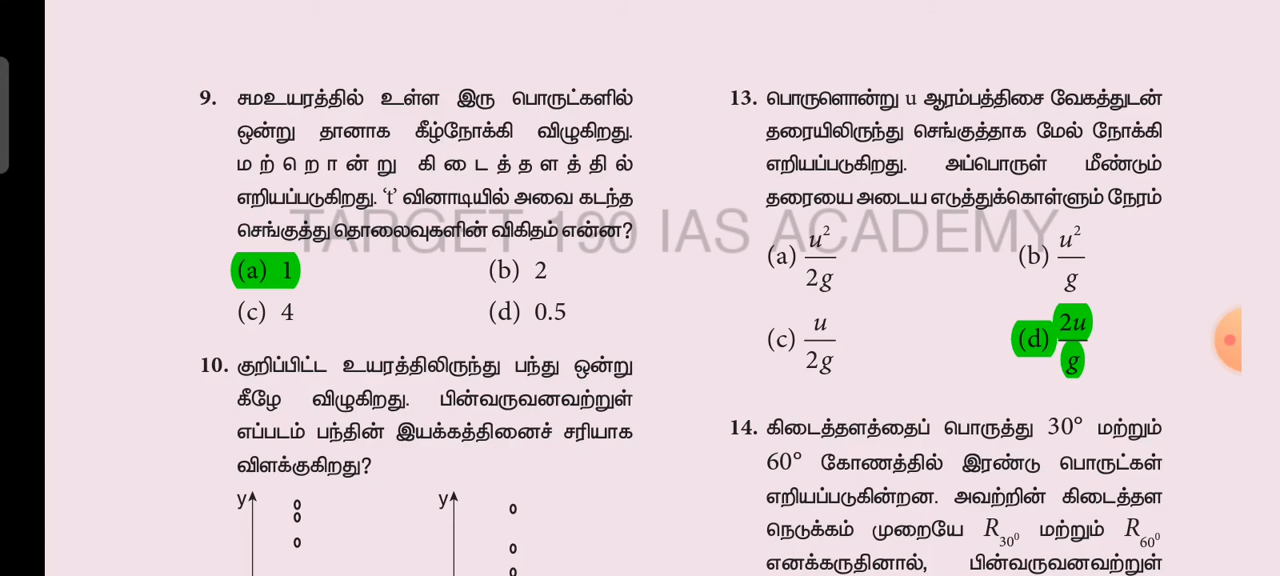 9. சமஉயரத்தில் உள்ள இரு பொருட்களில்
ஒன்று தானாக கீழ்நோக்கி விழுகிறது.
மற்றொன்று கிடைத்தளத்தில்
எறியப்படுகிறது. ‘t’ வினாடியில் அவை கடந்த
செங்குத்து தொலைவுகளின் விகிதம் என்ன?
(a) 1 (b) 2
(c) 4 (d) 0.5
10. குறிப்பிட்ட உயரத்திலிருந்து பந்து ஒன்று
கீழே விழுகிறது. பின்வருவனவற்றுள்
எப்படம் பந்தின் இயக்கத்தினைச் சரியாக
விளக்குகிறது?
y y
13. பொருளொன்று u ஆரம்பத்திசை வேகத்துடன்
தரையிலிருந்து செங்குத்தாக மேல் நோக்கி
எறியப்படுகிறது. அப்பொருள் மீண்டும்
தரையை அடைய எடுத்துக்கொள்ளும் நேரம்
(a) u²/2g (b) u²/g
(c) u/2g (d) 2u/g
14. கிடைத்தளத்தைப் பொருத்து 30° மற்றும்
60° கோணத்தில் இரண்டு பொருட்கள்
எறியப்படுகின்றன. அவற்றின் கிடைத்தள
நெடுக்கம் முறையே R30⁰ மற்றும் R60⁰
எனக்கருதினால், பின்வருவனவற்றுள்
TARGET 190 IAS ACADEMY